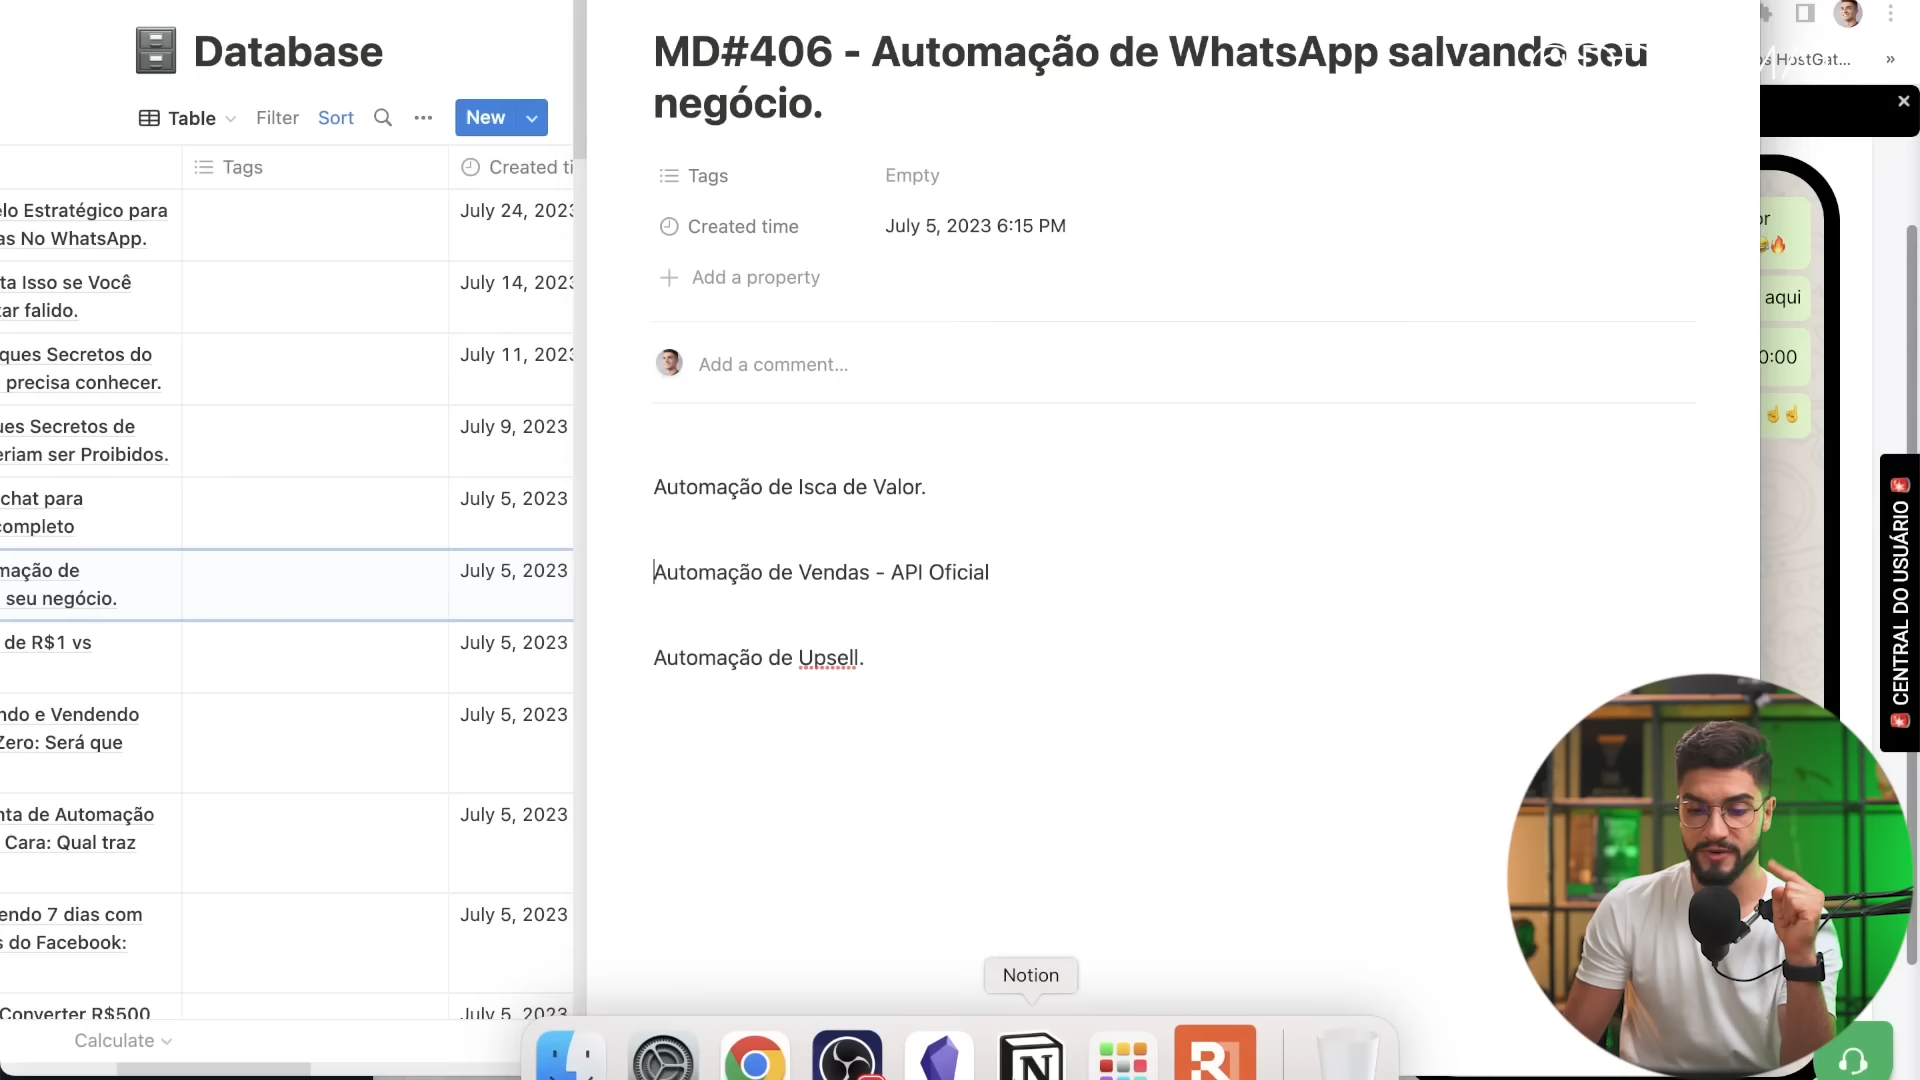 Database
Table
Filter
Sort
New
Tags
Created ti
lo Estratégico para
as No WhatsApp.
July 24, 2023
ta Isso se Você
tar falido.
July 14, 2023
ques Secretos do
precisa conhecer.
July 11, 2023
ues Secretos de
eriam ser Proibidos.
July 9, 2023
chat para
completo
July 5, 2023
mação de
seu negócio.
July 5, 2023
de R$1 vs
July 5, 2023
ndo e Vendendo
Zero: Será que
July 5, 2023
nta de Automação
Cara: Qual traz
July 5, 2023
endo 7 dias com
s do Facebook:
July 5, 2023
Converter R$500
July 5, 2023
Calculate
MD#406 - Automação de WhatsApp salvando seu
negócio.
Tags
Empty
Created time
July 5, 2023 6:15 PM
Add a property
Add a comment...
Automação de Isca de Valor.
Automação de Vendas - API Oficial
Automação de Upsell.
Notion
HostGat...
»
or
aqui
0:00
CENTRAL DO USUÁRIO